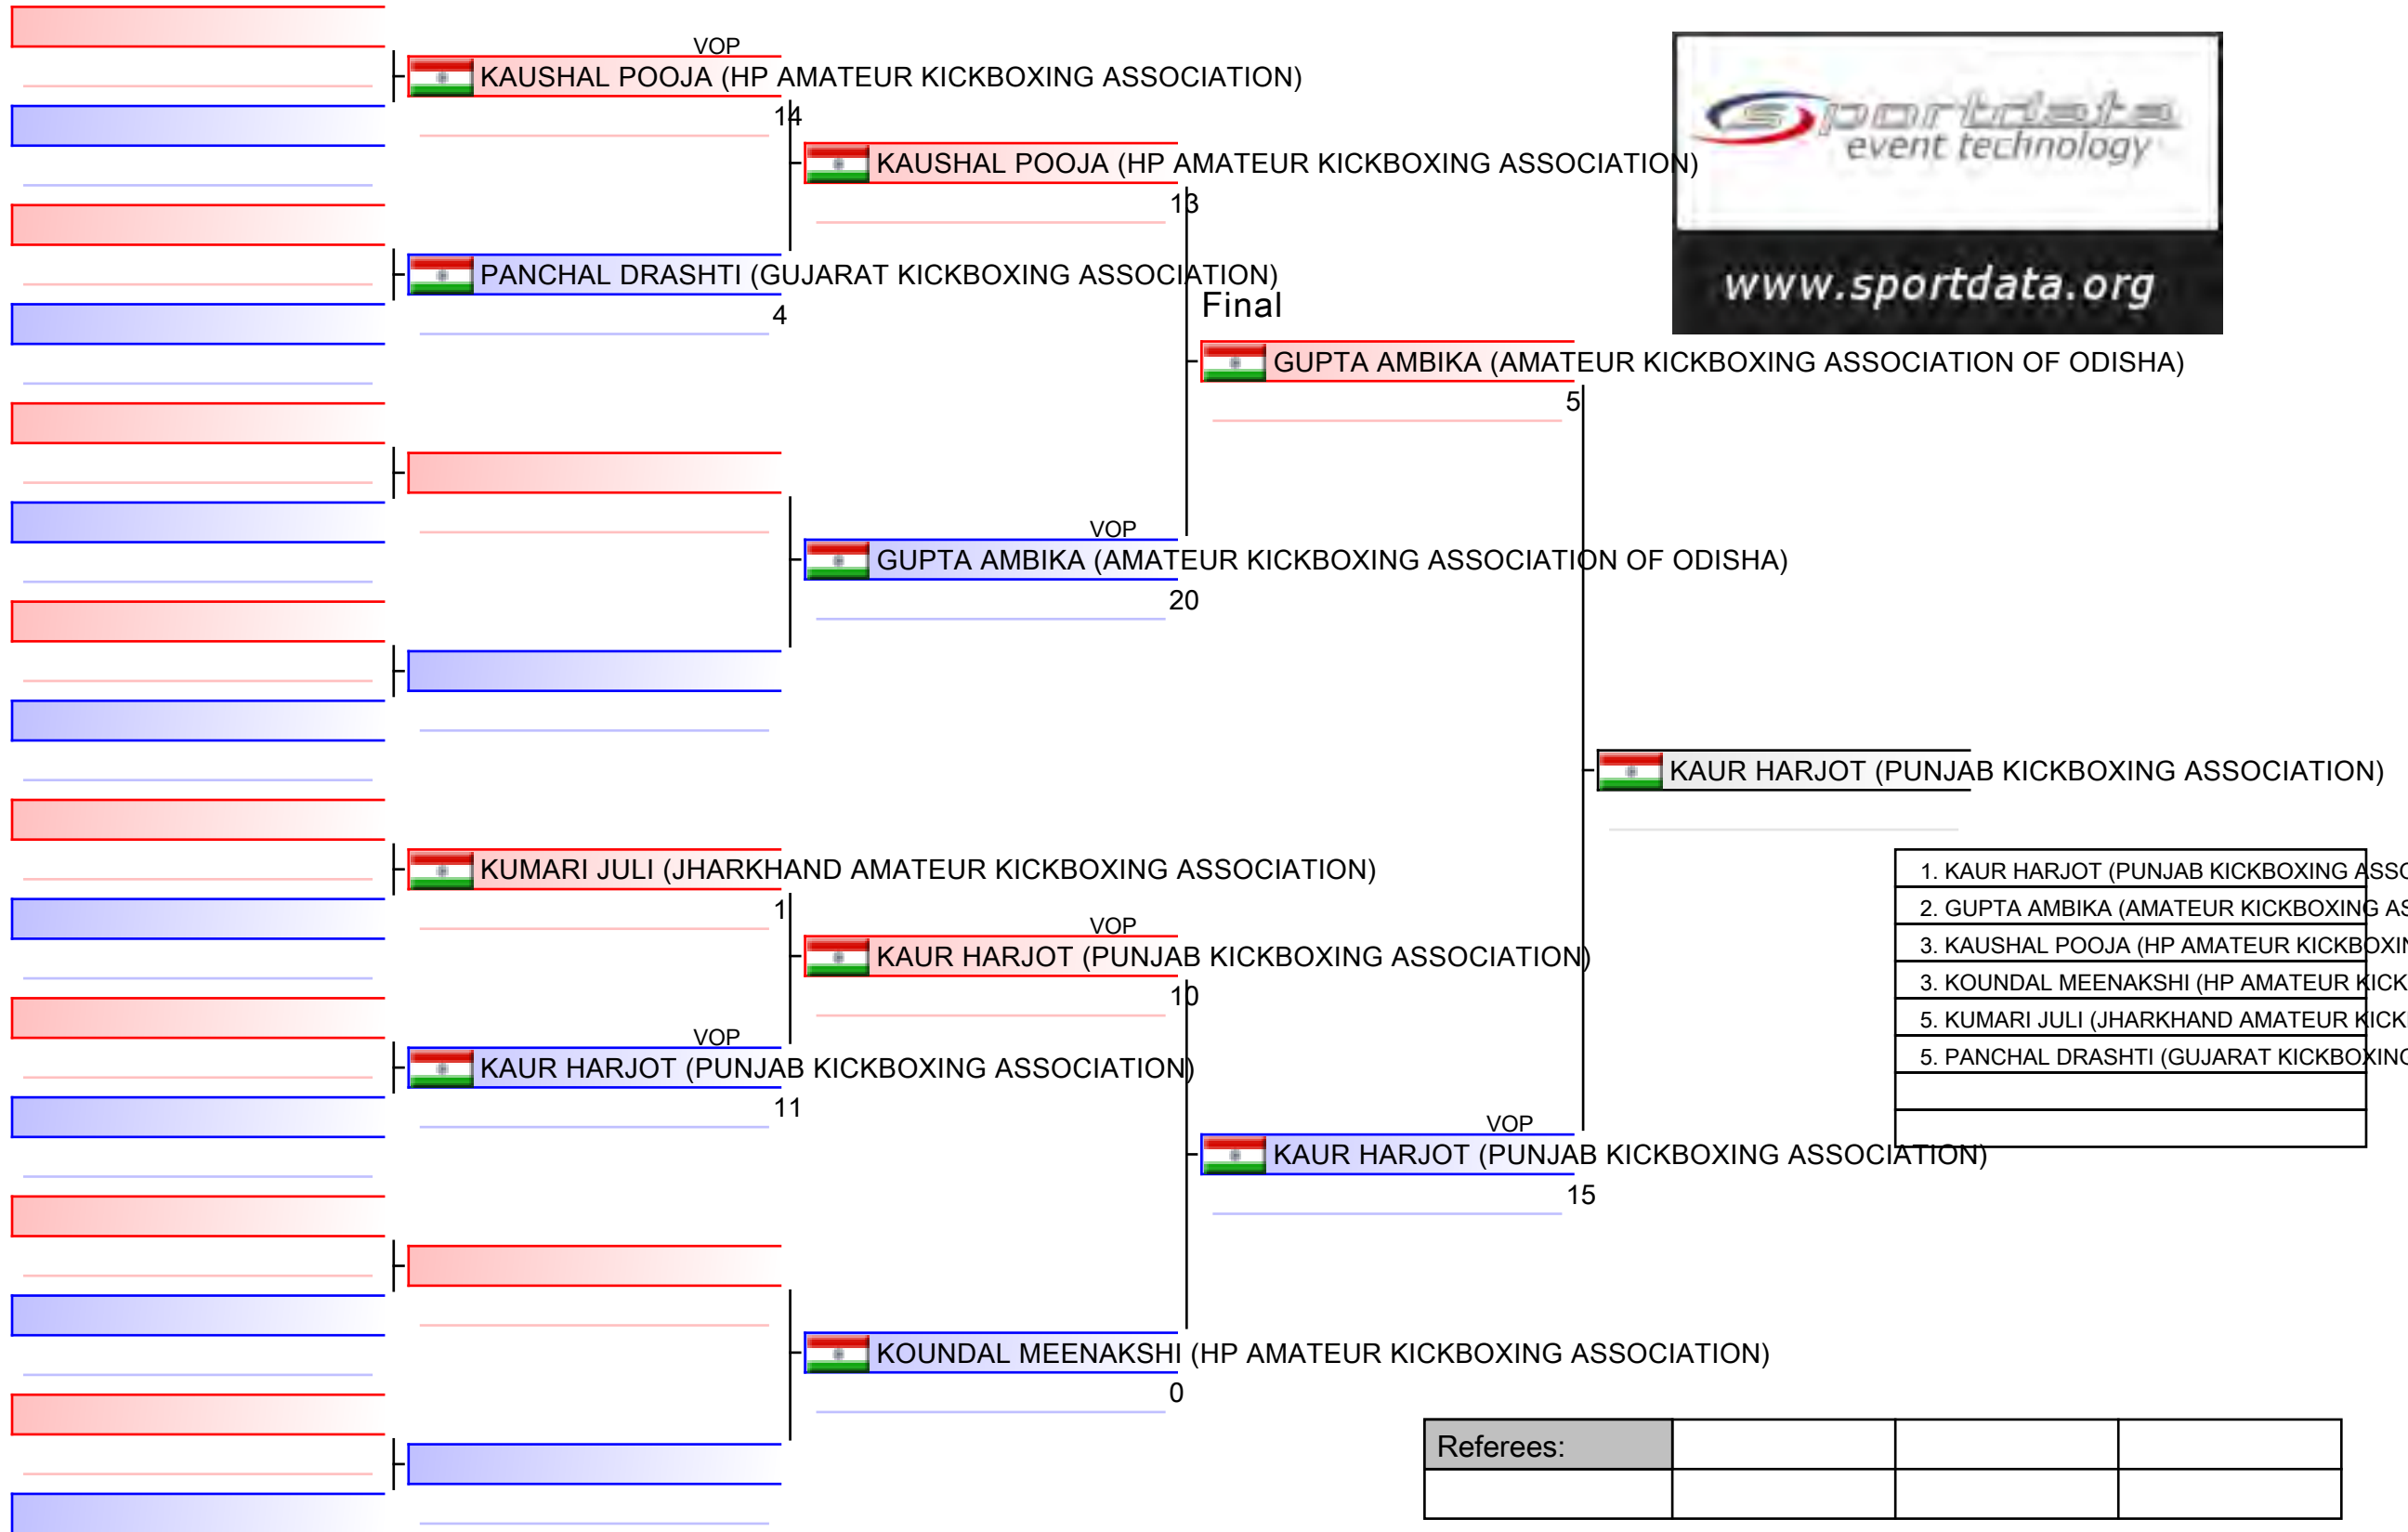 VOP
KAUSHAL POOJA (HP AMATEUR KICKBOXING ASSOCIATION)
14
PANCHAL DRASHTI (GUJARAT KICKBOXING ASSOCIATION)
4
KUMARI JULI (JHARKHAND AMATEUR KICKBOXING ASSOCIATION)
1
VOP
KAUR HARJOT (PUNJAB KICKBOXING ASSOCIATION)
11
KAUSHAL POOJA (HP AMATEUR KICKBOXING ASSOCIATION)
13
VOP
GUPTA AMBIKA (AMATEUR KICKBOXING ASSOCIATION OF ODISHA)
20
VOP
KAUR HARJOT (PUNJAB KICKBOXING ASSOCIATION)
10
KOUNDAL MEENAKSHI (HP AMATEUR KICKBOXING ASSOCIATION)
0
Final
GUPTA AMBIKA (AMATEUR KICKBOXING ASSOCIATION OF ODISHA)
5
VOP
KAUR HARJOT (PUNJAB KICKBOXING ASSOCIATION)
15
KAUR HARJOT (PUNJAB KICKBOXING ASSOCIATION)
sportdata
event technology
www.sportdata.org
1. KAUR HARJOT (PUNJAB KICKBOXING ASSO
2. GUPTA AMBIKA (AMATEUR KICKBOXING AS
3. KAUSHAL POOJA (HP AMATEUR KICKBOXIN
3. KOUNDAL MEENAKSHI (HP AMATEUR KICK
5. KUMARI JULI (JHARKHAND AMATEUR KICK
5. PANCHAL DRASHTI (GUJARAT KICKBOXING
Referees: